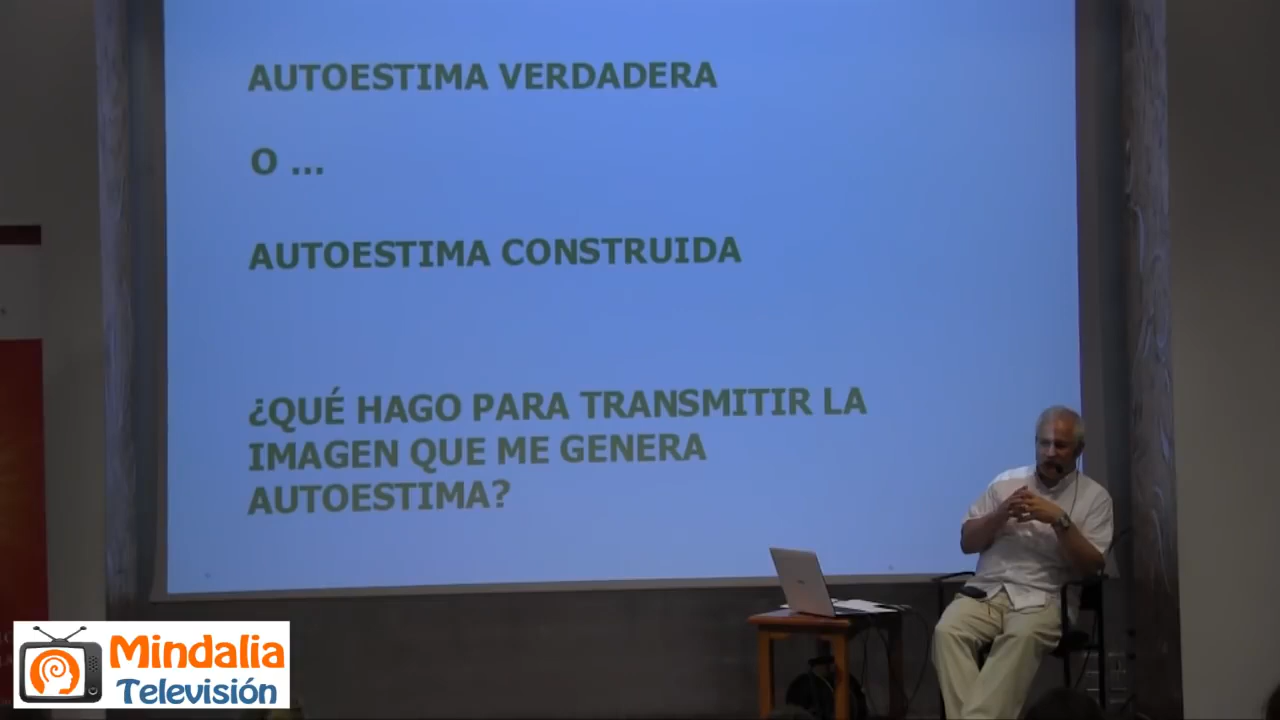 AUTOESTIMA VERDADERA
O ...
AUTOESTIMA CONSTRUIDA
¿QUÉ HAGO PARA TRANSMITIR LA
IMAGEN QUE ME GENERA
AUTOESTIMA?
Mindalia
Televisión